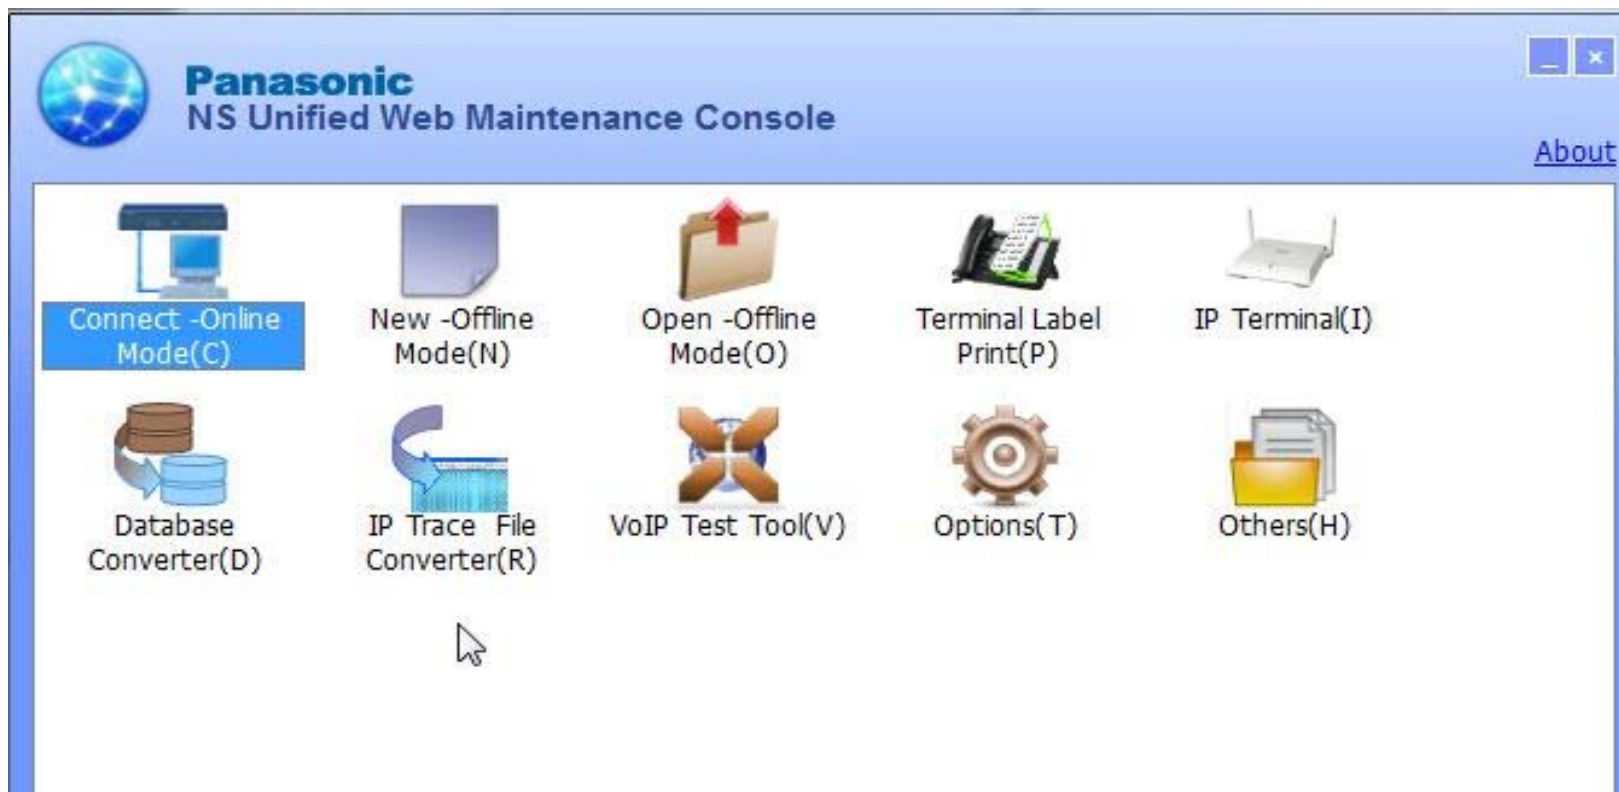 Panasonic
NS Unified Web Maintenance Console
About
Connect -Online
Mode(C)
New -Offline
Mode(N)
Open -Offline
Mode(O)
Terminal Label
Print(P)
IP Terminal(I)
Database
Converter(D)
IP Trace File
Converter(R)
VoIP Test Tool(V)
Options(T)
Others(H)